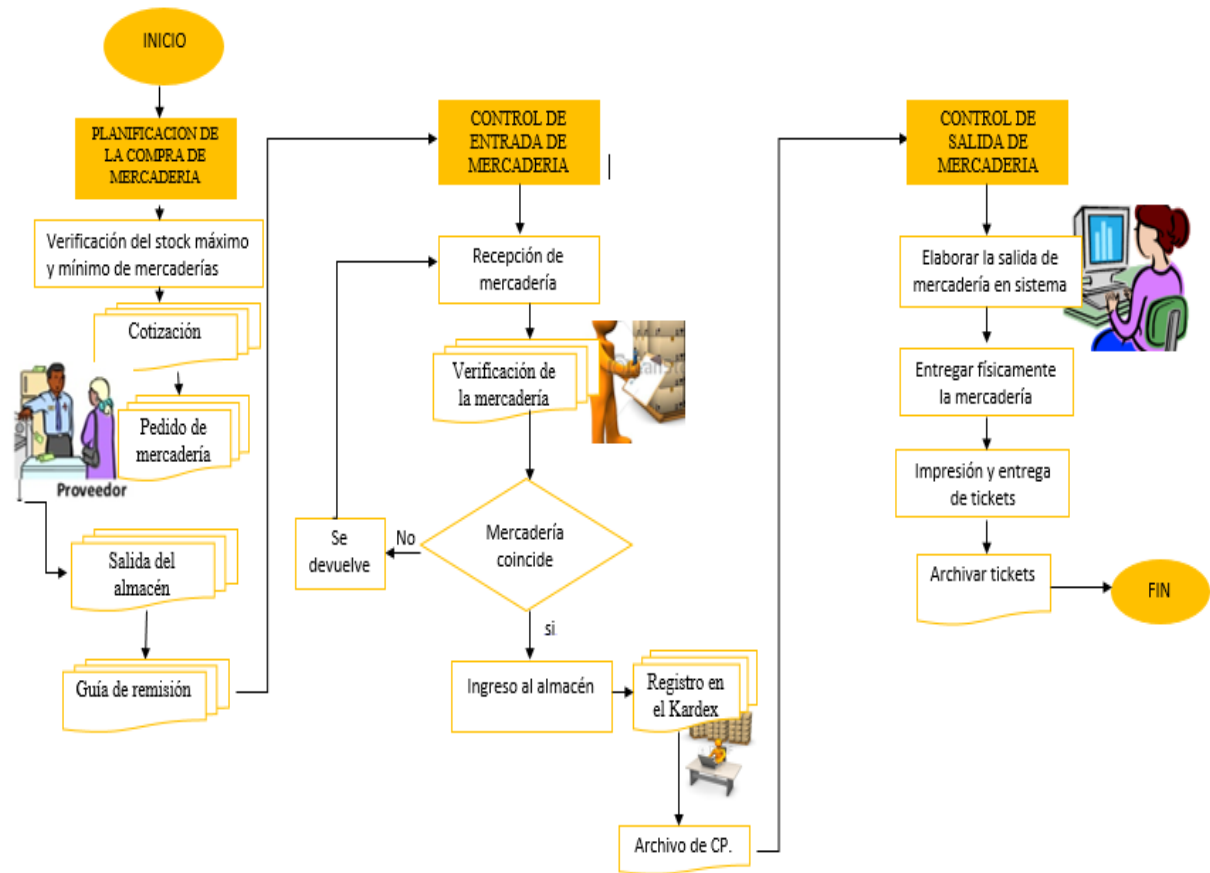 INICIO
PLANIFICACION DE
LA COMPRA DE
MERCADERIA
Verificación del stock máximo
y mínimo de mercaderías
Cotización
Pedido de
mercadería
Proveedor
Salida del
almacén
Guía de remisión
CONTROL DE
ENTRADA DE
MERCADERIA
Recepción de
mercadería
Verificación de
la mercadería
Mercadería
coincide
No
Se
devuelve
si
Ingreso al almacén
Registro en
el Kardex
Archivo de CP.
CONTROL DE
SALIDA DE
MERCADERIA
Elaborar la salida de
mercadería en sistema
Entregar físicamente
la mercadería
Impresión y entrega
de tickets
Archivar tickets
FIN